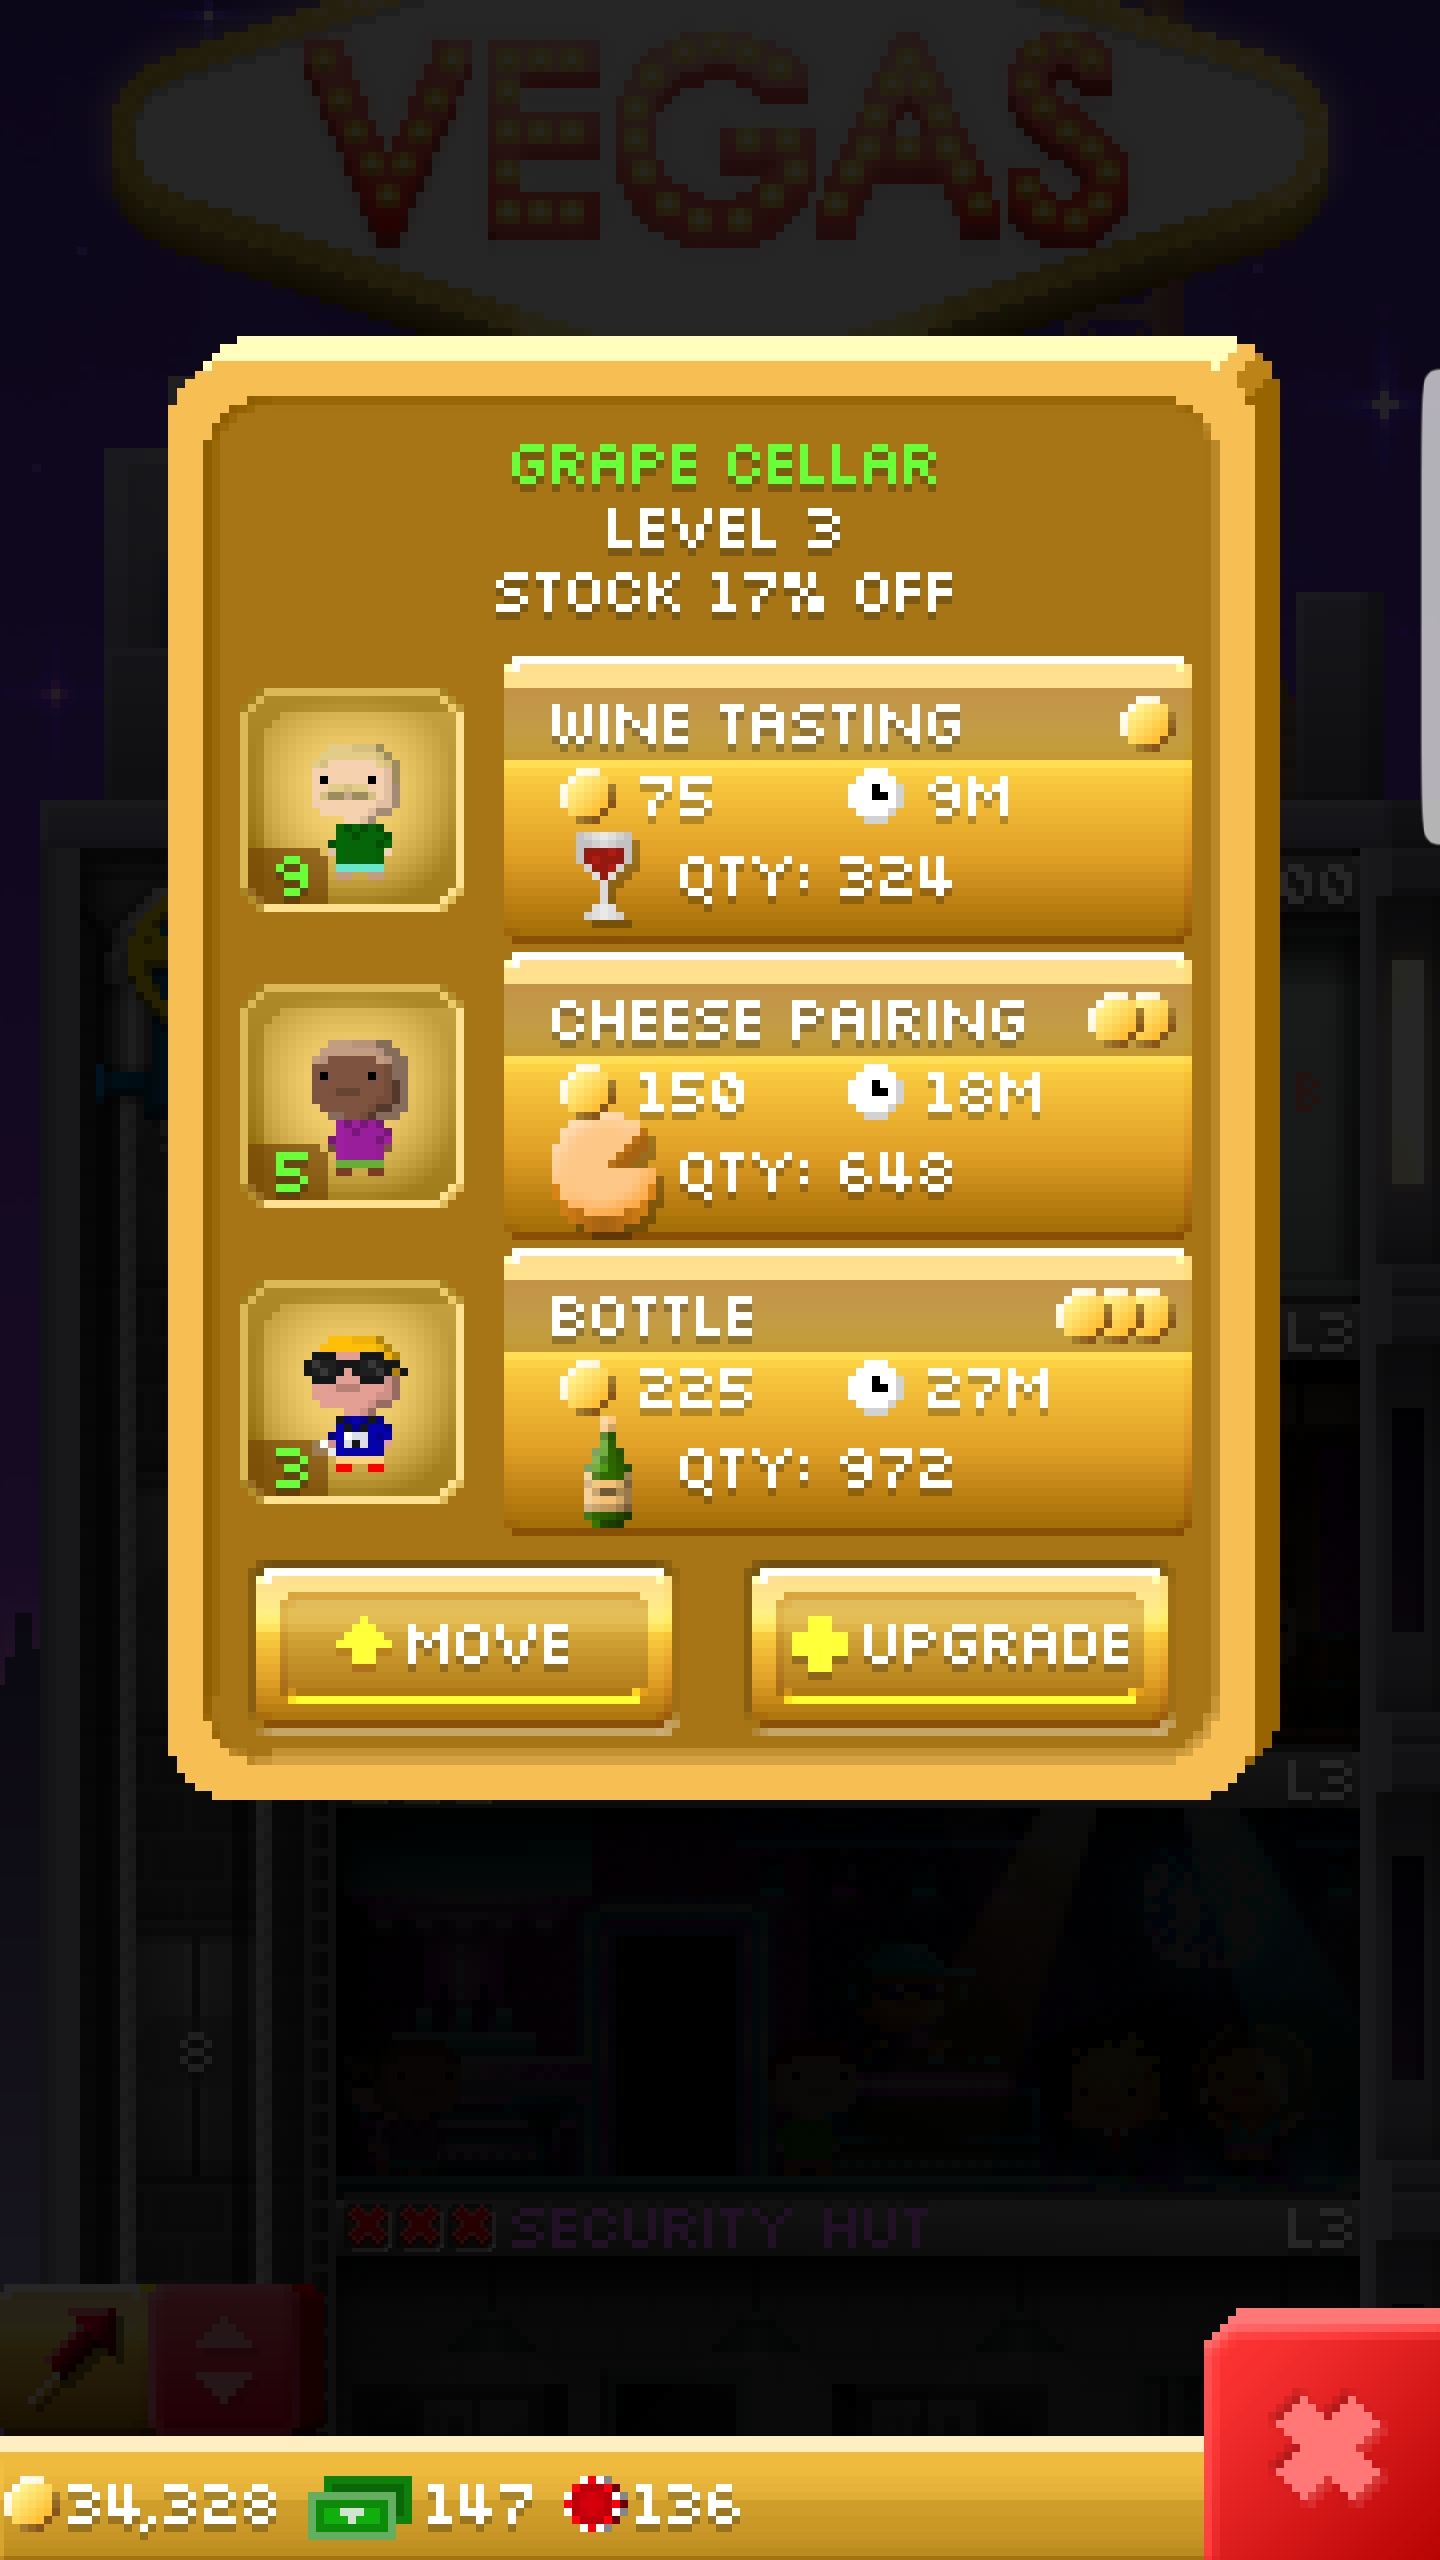 VEGAS
GRAPE CELLAR
LEVEL 3
STOCK 17% OFF
WINE TASTING
75 9M
9
QTY: 324
CHEESE PAIRING
150 18M
5
QTY: 648
BOTTLE
225 27M
3
QTY: 972
MOVE UPGRADE
00
B
L3
L3
8
SECURITY HUT L3
34,328 147 136